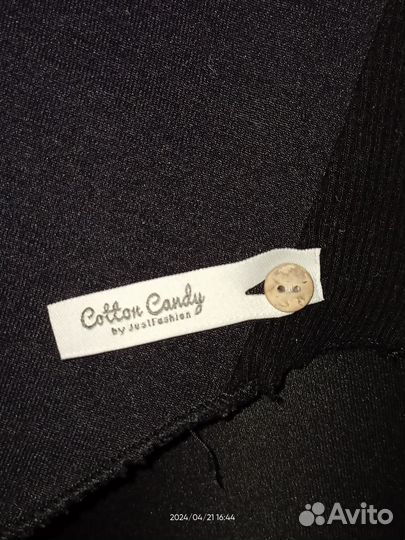 Cotton Candy
by JustFashion
2024/04/21 16:44
Avito